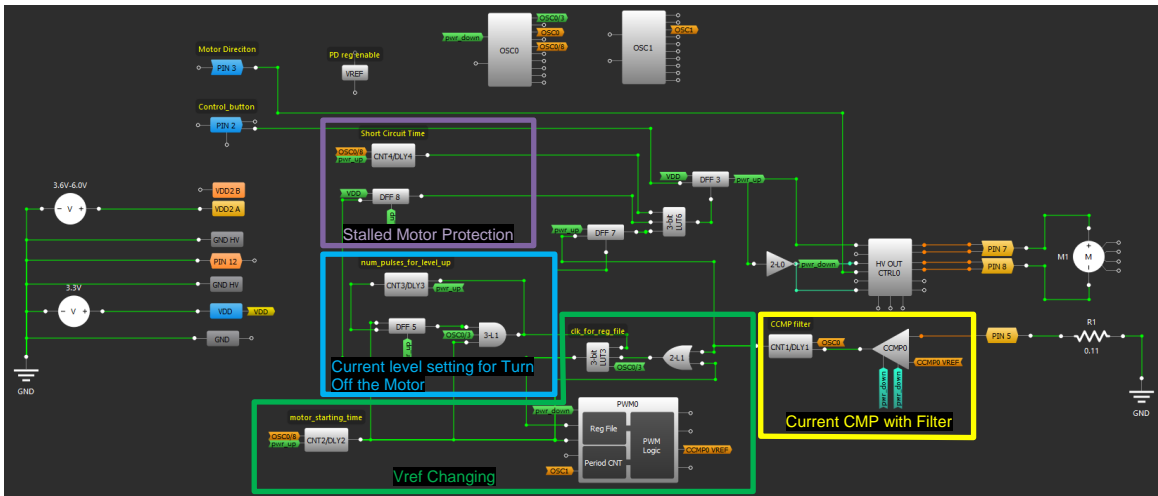 OSC0/3
OSC0
OSC0/8
pwr_down
OSC0
OSC1
OSC1
Motor Direciton
PIN 3
PD reg enable
VREF
Control_button
PIN 2
Short Circuit Time
OSC0/8
pwr_up
CNT4/DLY4
VDD
DFF 8
Stalled Motor Protection
VDD
DFF 3
pwr_up
3-bit
LUT6
pwr_up
DFF 7
3.6V-6.0V
V
VDD2 B
VDD2 A
GND HV
PIN 12
GND HV
3.3V
V
VDD
VDD
GND
GND
num_pulses_for_level_up
CNT3/DLY3
pwr_up
DFF 5
OSC0/3
3-L1
Current level setting for Turn
Off the Motor
2-L0
pwr_down
HV OUT
CTRL0
PIN 7
PIN 8
M1
M
clk_for_reg_file
3-bit
LUT3
OSC0/3
2-L1
CCMP filter
CNT1/DLY1
OSC0
CCMP0
CCMP0 VREF
pwr_down
pwr_down
Current CMP with Filter
PIN 5
R1
0.11
GND
motor_starting_time
OSC0/8
pwr_up
CNT2/DLY2
pwr_down
OSC1
PWM0
Reg File
Period CNT
PWM
Logic
CCMP0 VREF
Vref Changing